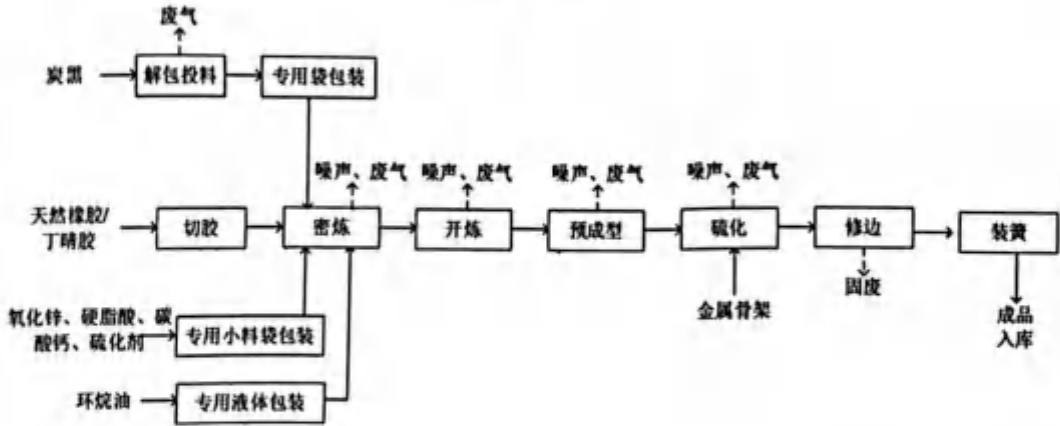 废气
炭黑
解包投料
专用袋包装
噪声、废气
噪声、废气
噪声、废气
噪声、废气
天然橡胶/
丁晴胶
切胶
密炼
开炼
预成型
硫化
修边
装簧
金属骨架
固废
成品
入库
氧化锌、硬脂酸、碳
酸钙、硫化剂
专用小料袋包装
环烷油
专用液体包装